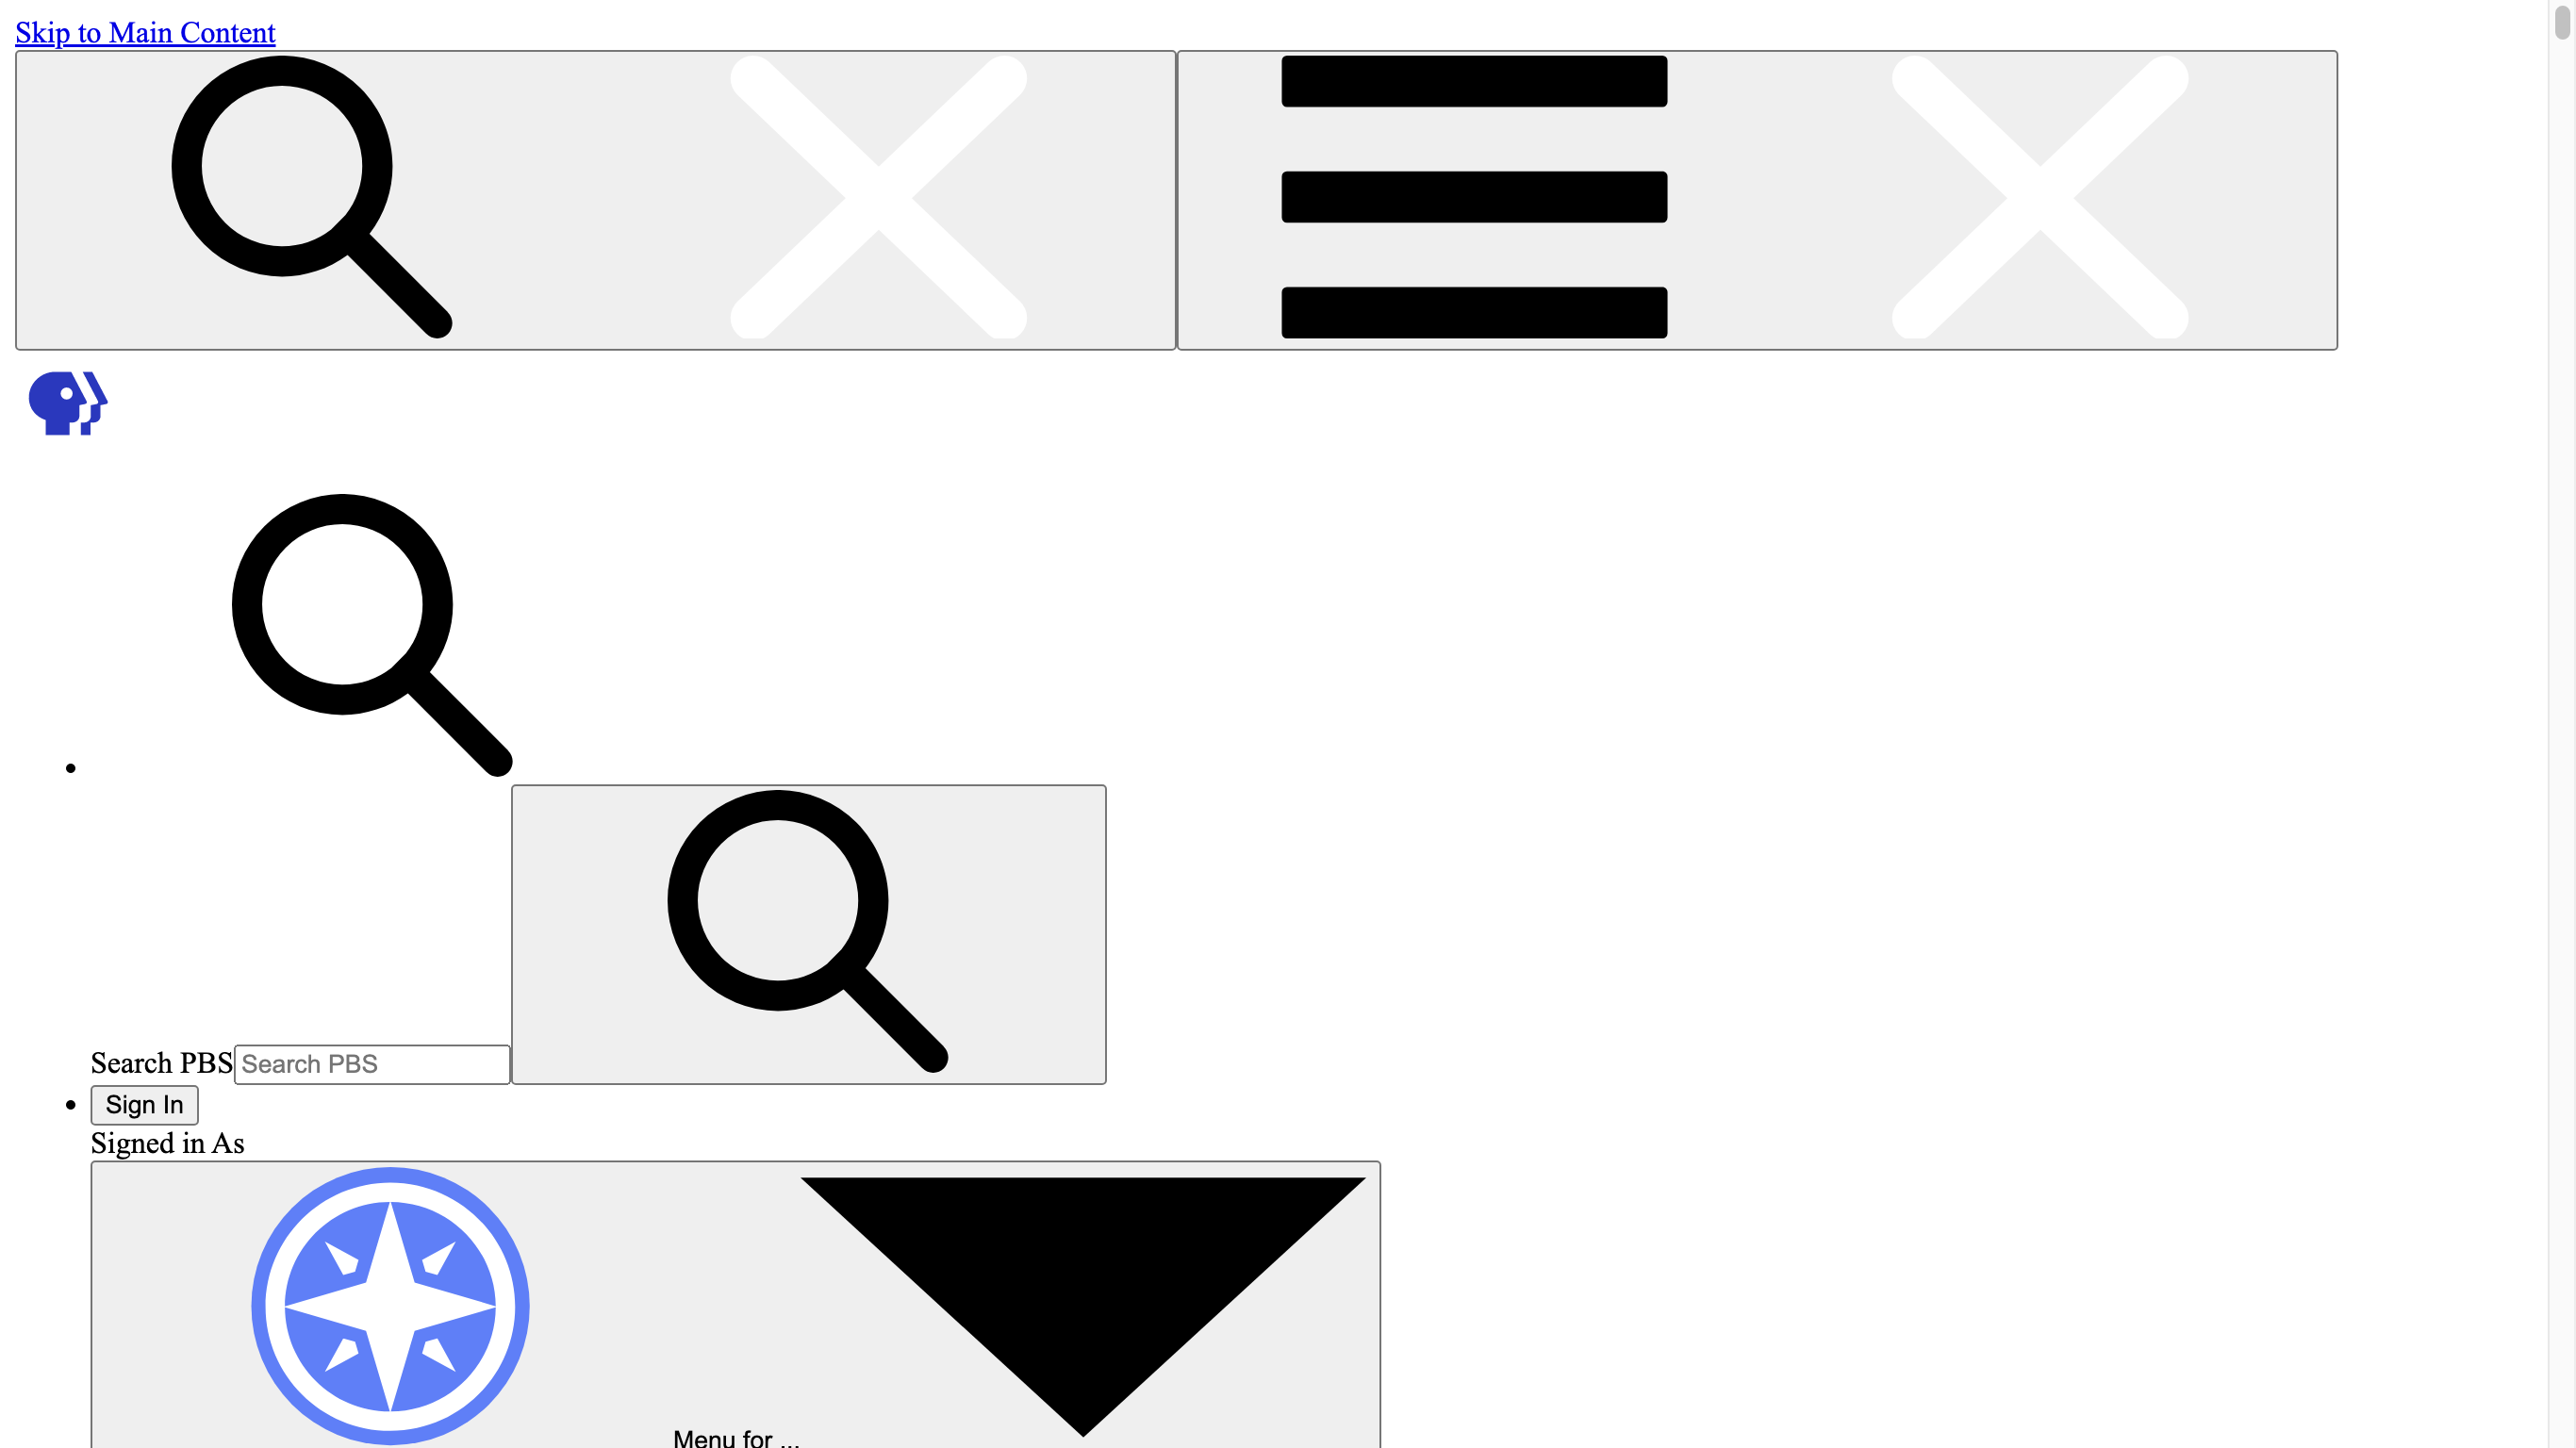 Skip to Main Content
Search PBS Search PBS
Sign In
Signed in As
Menu for ...